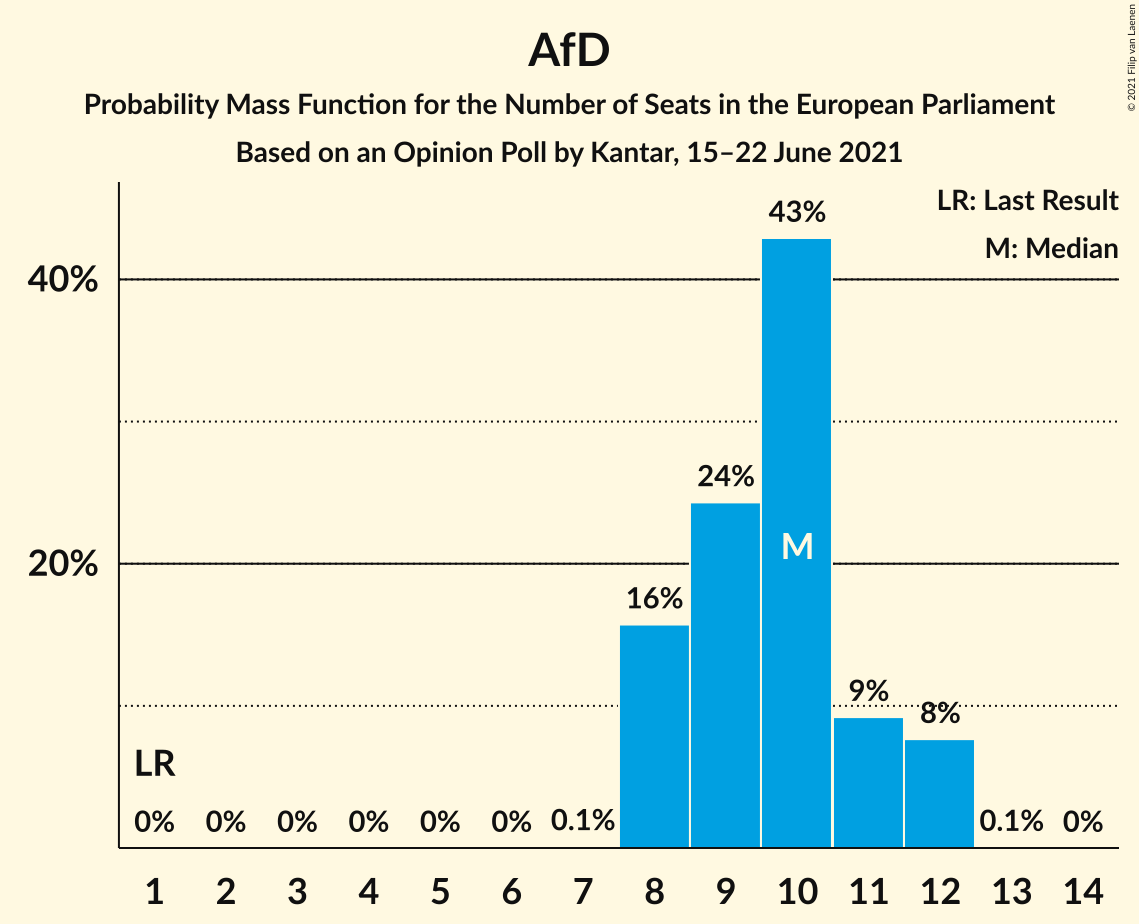 AfD
Probability Mass Function for the Number of Seats in the European Parliament
Based on an Opinion Poll by Kantar, 15–22 June 2021
© 2021 Filip van Laenen
LR: Last Result
M: Median
43%
40%
24%
M
20%
16%
9%
8%
LR
0% 0% 0% 0% 0% 0% 0.1% 0.1% 0%
1 2 3 4 5 6 7 8 9 10 11 12 13 14